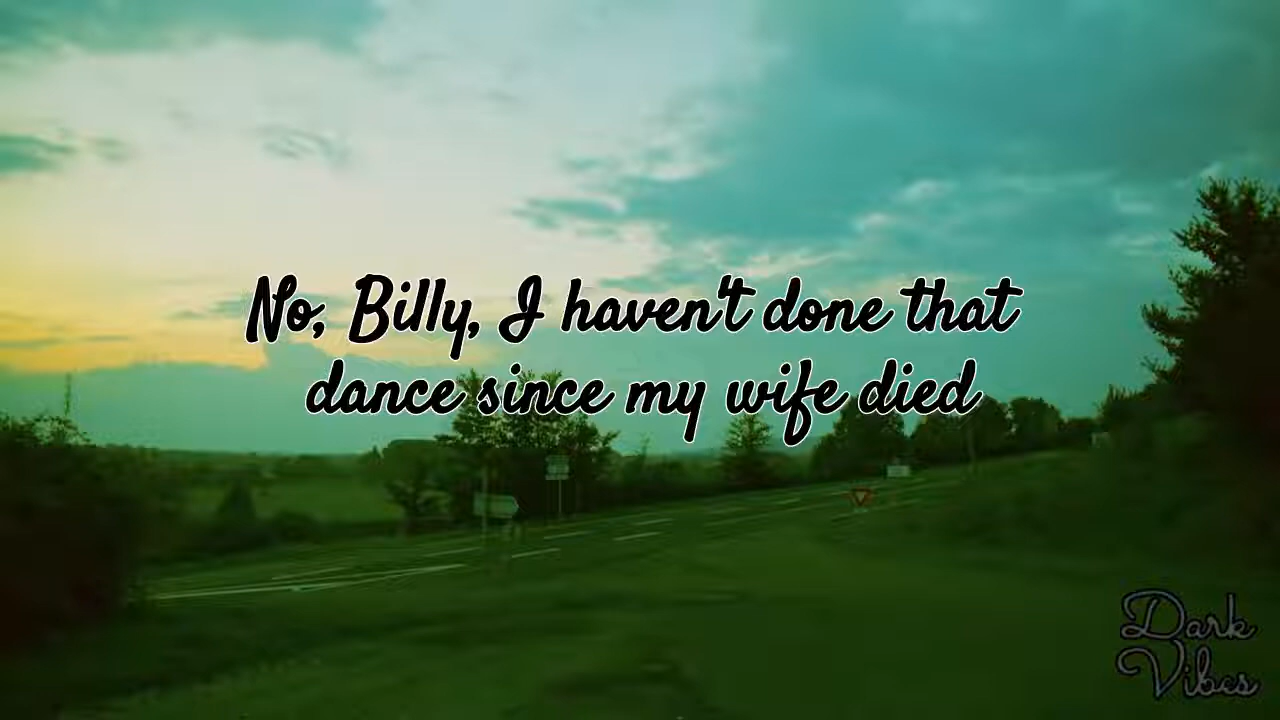 No, Billy, I haven't done that
dance since my wife died
Dark
Vibes